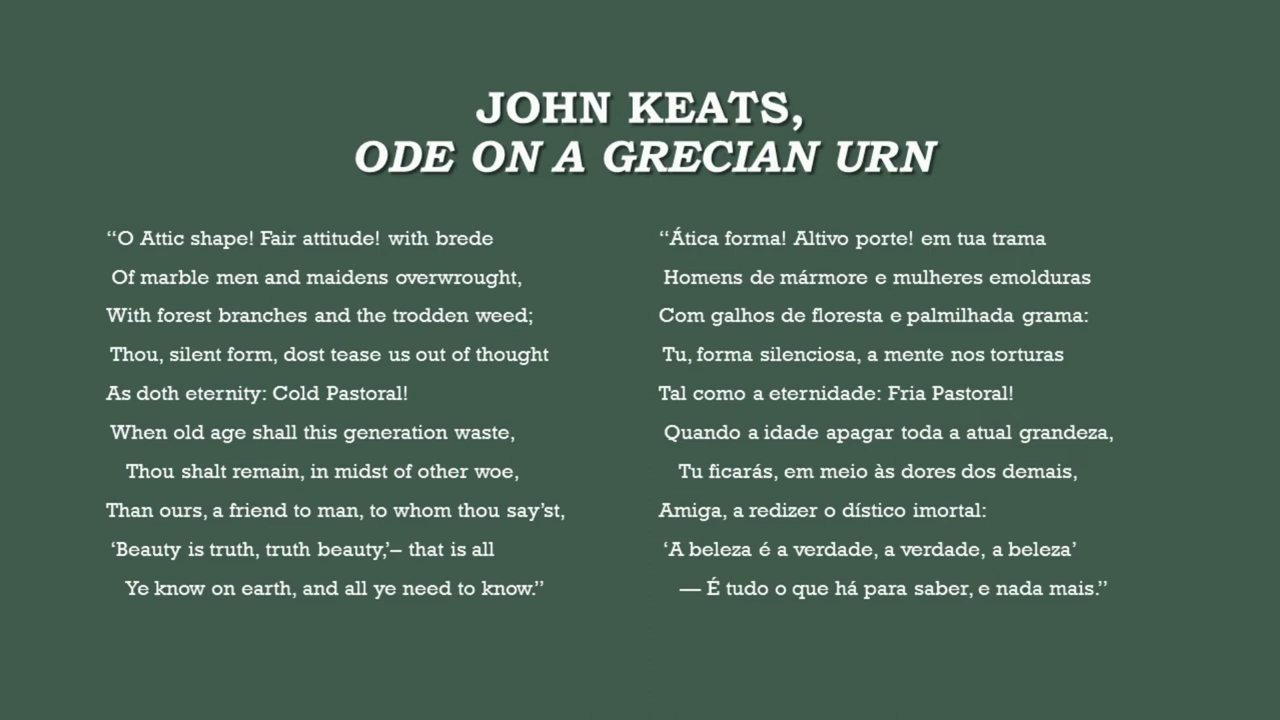 JOHN KEATS,
ODE ON A GRECIAN URN
“O Attic shape! Fair attitude! with brede
Of marble men and maidens overwrought,
With forest branches and the trodden weed;
Thou, silent form, dost tease us out of thought
As doth eternity: Cold Pastoral!
When old age shall this generation waste,
Thou shalt remain, in midst of other woe,
Than ours, a friend to man, to whom thou say’st,
‘Beauty is truth, truth beauty,’– that is all
Ye know on earth, and all ye need to know.”
“Ática forma! Altivo porte! em tua trama
Homens de mármore e mulheres emolduras
Com galhos de floresta e palmilhada grama:
Tu, forma silenciosa, a mente nos torturas
Tal como a eternidade: Fria Pastoral!
Quando a idade apagar toda a atual grandeza,
Tu ficarás, em meio às dores dos demais,
Amiga, a redizer o dístico imortal:
‘A beleza é a verdade, a verdade, a beleza’
— É tudo o que há para saber, e nada mais.”